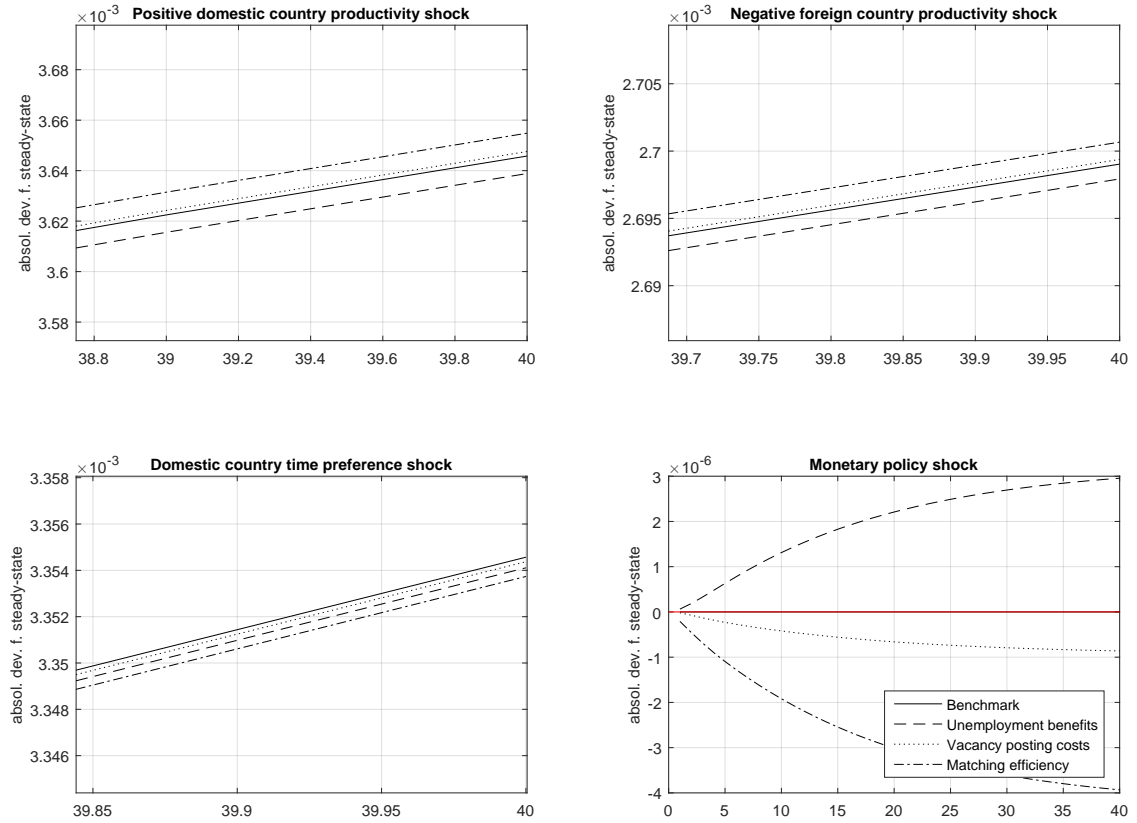 Positive domestic country productivity shock
×10-3
absol. dev. f. steady-state
3.68
3.66
3.64
3.62
3.6
3.58
38.8 39 39.2 39.4 39.6 39.8 40
Negative foreign country productivity shock
×10-3
absol. dev. f. steady-state
2.705
2.7
2.695
2.69
39.7 39.75 39.8 39.85 39.9 39.95 40
Domestic country time preference shock
×10-3
absol. dev. f. steady-state
3.358
3.356
3.354
3.352
3.35
3.348
3.346
39.85 39.9 39.95 40
Monetary policy shock
×10-6
absol. dev. f. steady-state
3
2
1
0
-1
-2
-3
-4
0 5 10 15 20 25 30 35 40
Benchmark
Unemployment benefits
Vacancy posting costs
Matching efficiency